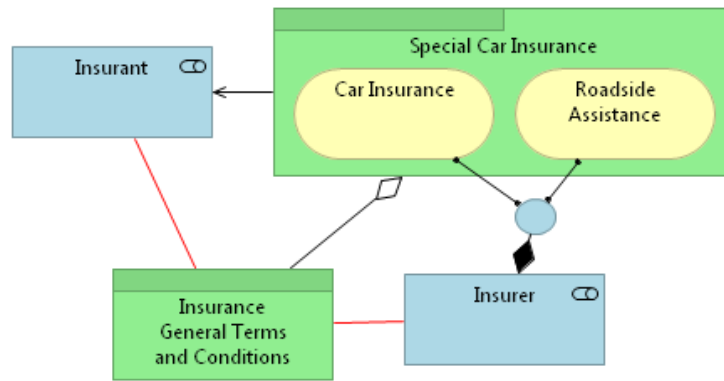 Special Car Insurance
Insurant
Car Insurance
Roadside
Assistance
Insurance
General Terms
and Conditions
Insurer